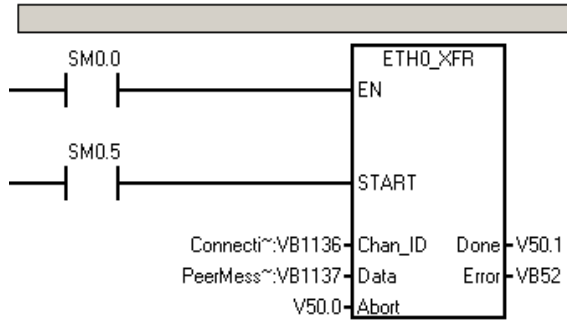 SM0.0
ETH0_XFR
EN
SM0.5
START
Connecti~:VB1136 Chan_ID Done V50.1
PeerMess~:VB1137 Data Error VB52
V50.0 Abort